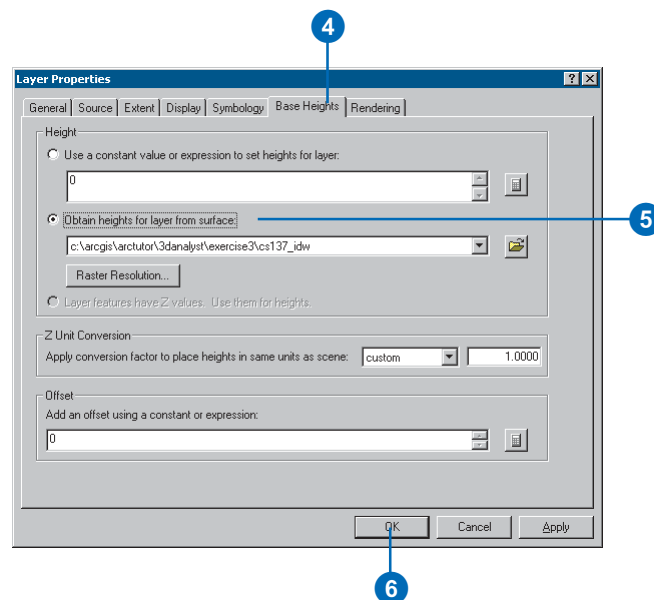 4
Layer Properties
General Source Extent Display Symbology Base Heights Rendering
Height
Use a constant value or expression to set heights for layer:
0
Obtain heights for layer from surface:
5
c:\arcgis\arctutor\3danalyst\exercise3\cs137_idw
Raster Resolution...
Layer features have Z values. Use them for heights.
Z Unit Conversion
Apply conversion factor to place heights in same units as scene: custom 1.0000
Offset
Add an offset using a constant or expression:
0
OK Cancel Apply
6